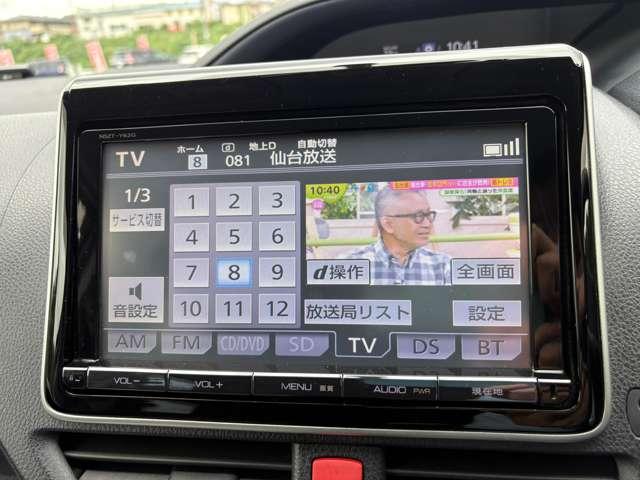 10:41
NSZT-Y62G
TV ホーム 8 d 081 地上D 自動切替 仙台放送
1/3
サービス切替
音設定
1 2 3
4 5 6
7 8 9
10 11 12
10:40
d操作
全画面
放送局リスト
設定
AM FM CD/DVD SD TV DS BT
VOL− VOL+ MENU 画質 AUDIO PWR 現在地